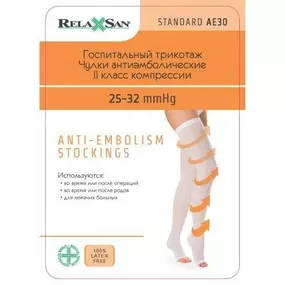 RELAXSAN
STANDARD AE30
Госпитальный трикотаж
Чулки антиэмболические
II класс компрессии
25-32 mmHg
ANTI-EMBOLISM
STOCKINGS
Используются:
• во время или после операций
• во время или после родов
• для лежачих больных
100%
LATEX
FREE